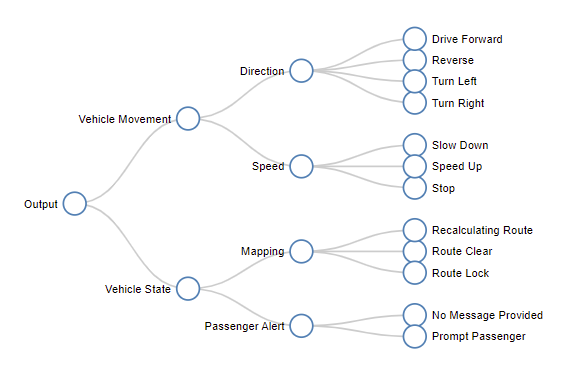 Output
Vehicle Movement
Direction
Drive Forward
Reverse
Turn Left
Turn Right
Speed
Slow Down
Speed Up
Stop
Vehicle State
Mapping
Recalculating Route
Route Clear
Route Lock
Passenger Alert
No Message Provided
Prompt Passenger